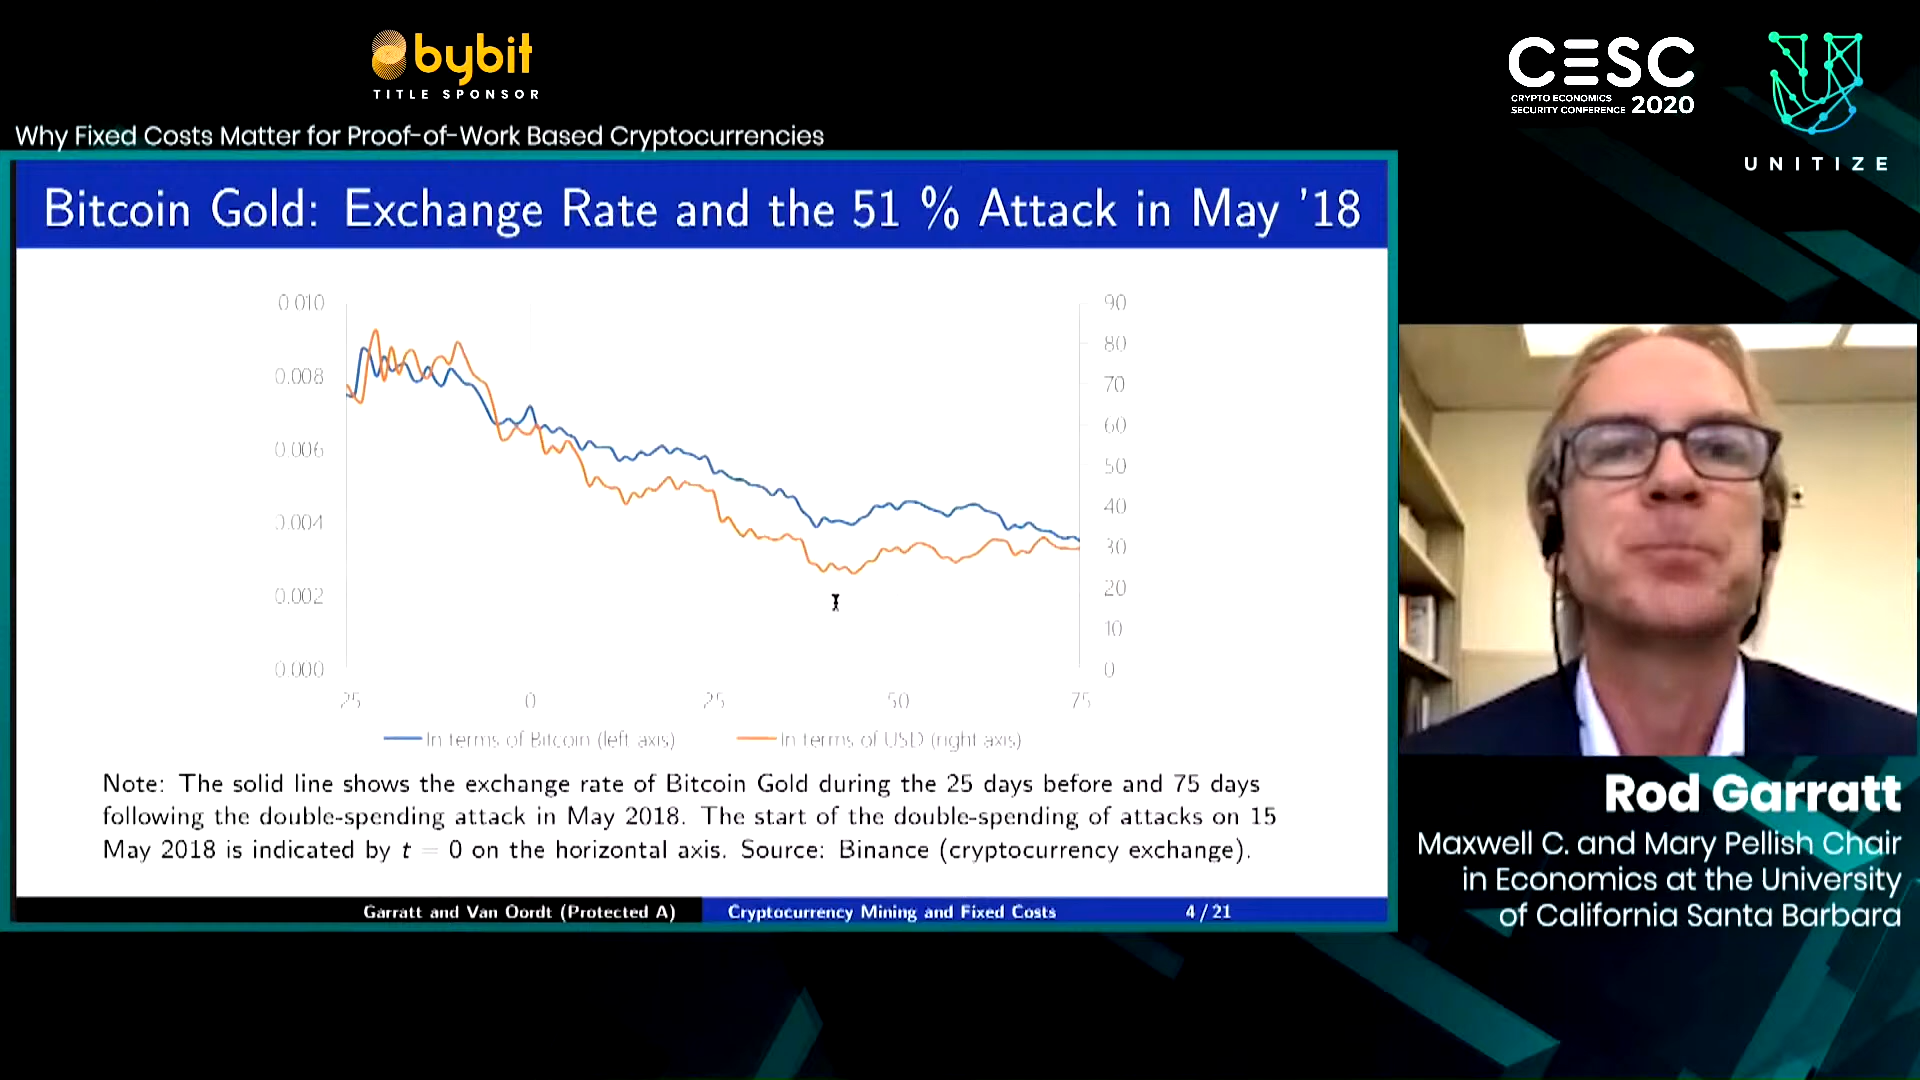 bybit
TITLE SPONSOR
CESC
CRYPTO ECONOMICS
SECURITY CONFERENCE 2020
UNITIZE
Why Fixed Costs Matter for Proof-of-Work Based Cryptocurrencies
Bitcoin Gold: Exchange Rate and the 51 % Attack in May '18
0.010
0.008
0.006
0.004
0.002
0.000
90
80
70
60
50
40
30
20
10
0
25 0 25 50 75
In terms of Bitcoin (left axis) In terms of USD (right axis)
Note: The solid line shows the exchange rate of Bitcoin Gold during the 25 days before and 75 days
following the double-spending attack in May 2018. The start of the double-spending of attacks on 15
May 2018 is indicated by t = 0 on the horizontal axis. Source: Binance (cryptocurrency exchange).
Garratt and Van Oordt (Protected A) Cryptocurrency Mining and Fixed Costs 4 / 21
Rod Garratt
Maxwell C. and Mary Pellish Chair
in Economics at the University
of California Santa Barbara